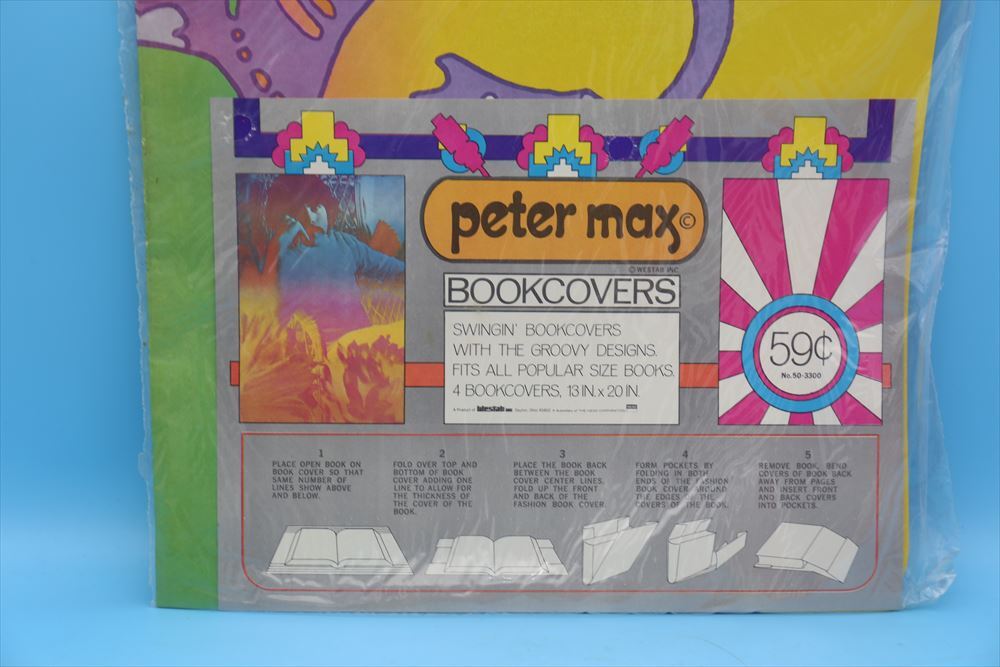 peter max ©
© WESTAB INC
BOOKCOVERS
SWINGIN' BOOKCOVERS
WITH THE GROOVY DESIGNS.
FITS ALL POPULAR SIZE BOOKS.
4 BOOKCOVERS, 13 IN. x 20 IN.
A Product of Westab INC. Dayton, Ohio
59¢
No. 50-3300
1
PLACE OPEN BOOK ON
BOOK COVER SO THAT
SAME NUMBER OF
LINES SHOW ABOVE
AND BELOW.
2
FOLD OVER TOP AND
BOTTOM OF BOOK
COVER ADDING ONE
LINE TO ALLOW FOR
THE THICKNESS OF
THE COVER OF THE
BOOK.
3
PLACE THE BOOK BACK
BETWEEN THE BOOK
COVER CENTER LINES.
FOLD UP THE FRONT
AND BACK OF THE
FASHION BOOK COVER.
4
FORM POCKETS BY
FOLDING IN BOTH
ENDS OF THE FASHION
BOOK COVER AROUND
THE EDGES OF THE
COVERS OF THE BOOK.
5
REMOVE BOOK, BEND
COVERS OF BOOK BACK
AWAY FROM PAGES
AND INSERT FRONT
AND BACK COVERS
INTO POCKETS.